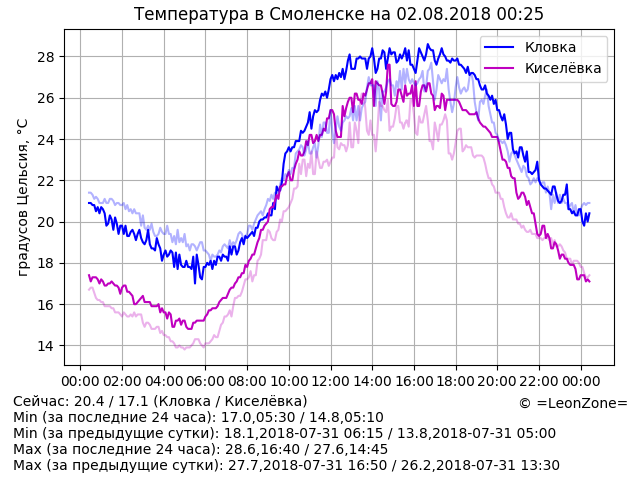 Температура в Смоленске на 02.08.2018 00:25
градусов Цельсия, °C
28
26
24
22
20
18
16
14
Кловка
Киселёвка
00:00 02:00 04:00 06:00 08:00 10:00 12:00 14:00 16:00 18:00 20:00 22:00 00:00
Сейчас: 20.4 / 17.1 (Кловка / Киселёвка)
© =LeonZone=
Min (за последние 24 часа): 17.0,05:30 / 14.8,05:10
Min (за предыдущие сутки): 18.1,2018-07-31 06:15 / 13.8,2018-07-31 05:00
Max (за последние 24 часа): 28.6,16:40 / 27.6,14:45
Max (за предыдущие сутки): 27.7,2018-07-31 16:50 / 26.2,2018-07-31 13:30